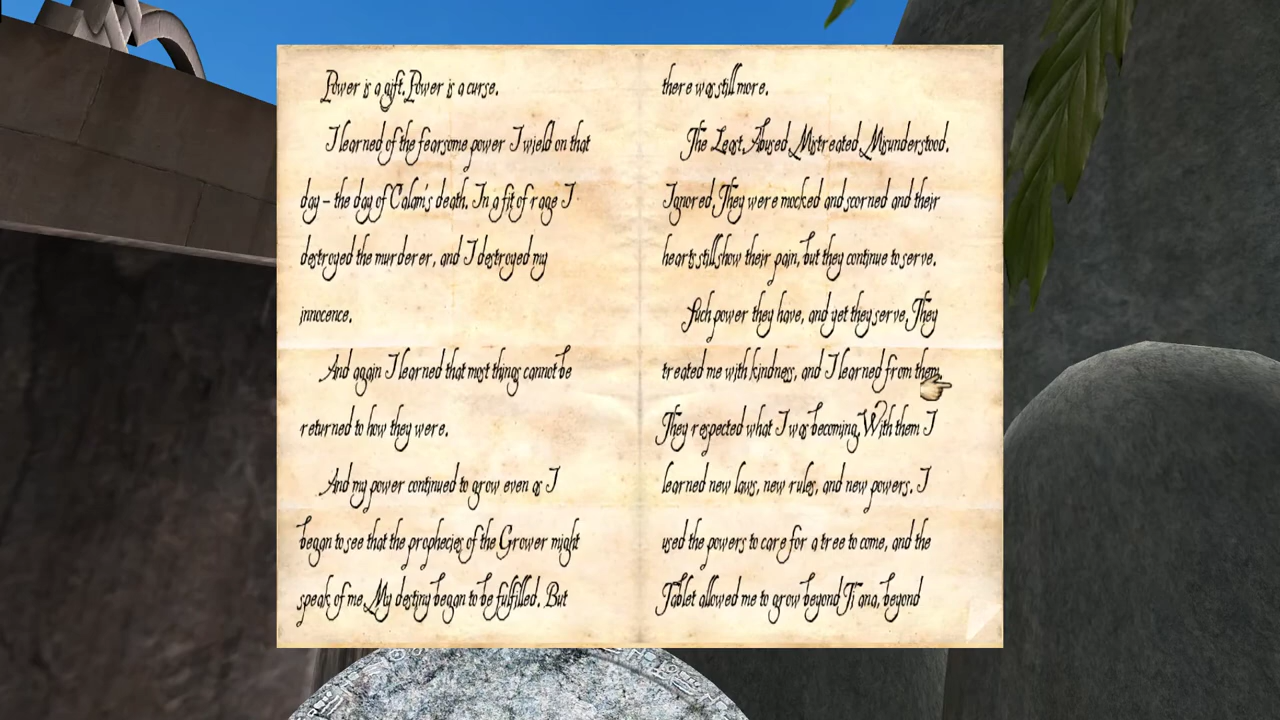 Power is a gift. Power is a curse.
I learned of the fearsome power I wield on that
day - the day of Calam's death. In a fit of rage I
destroyed the murderer, and I destroyed my
innocence.
And again I learned that most things cannot be
returned to how they were.
And my power continued to grow even as I
began to see that the prophecies of the Grower might
speak of me. My destiny began to be fulfilled. But
there was still more.
The Least. Abused. Mistreated. Misunderstood.
Ignored. They were mocked and scorned and their
hearts still show their pain, but they continue to serve.
Such power they have, and yet they serve. They
treated me with kindness, and I learned from them.
They respected what I was becoming. With them I
learned new laws, new rules, and new powers. I
used the powers to care for a tree to come, and the
Tablet allowed me to grow beyond Ti'ana, beyond